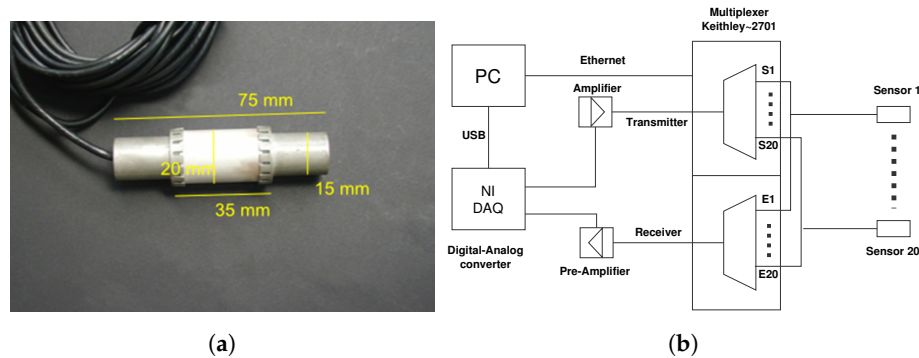 75 mm
20 mm
15 mm
35 mm
(a)
Multiplexer
Keithley~2701
PC
Ethernet
Amplifier
S1
Sensor 1
USB
Transmitter
S20
NI
DAQ
E1
Receiver
Digital-Analog
converter
Pre-Amplifier
E20
Sensor 20
(b)